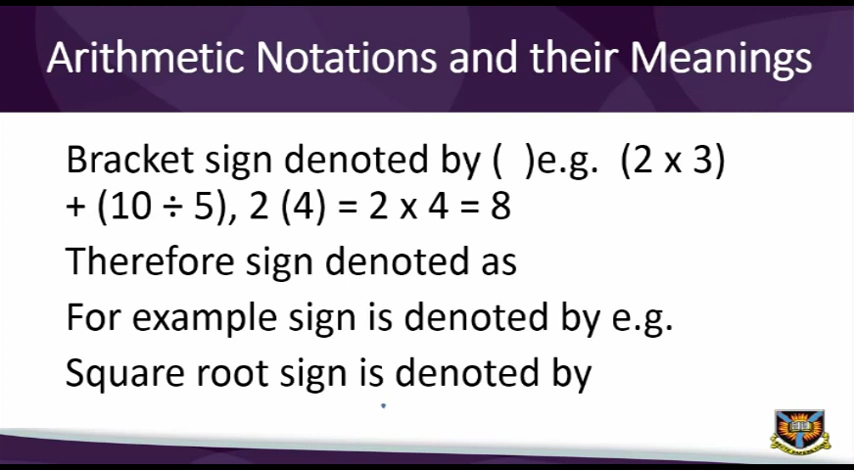 Arithmetic Notations and their Meanings
Bracket sign denoted by (  )e.g.  (2 x 3)
+ (10 ÷ 5), 2 (4) = 2 x 4 = 8
Therefore sign denoted as
For example sign is denoted by e.g.
Square root sign is denoted by